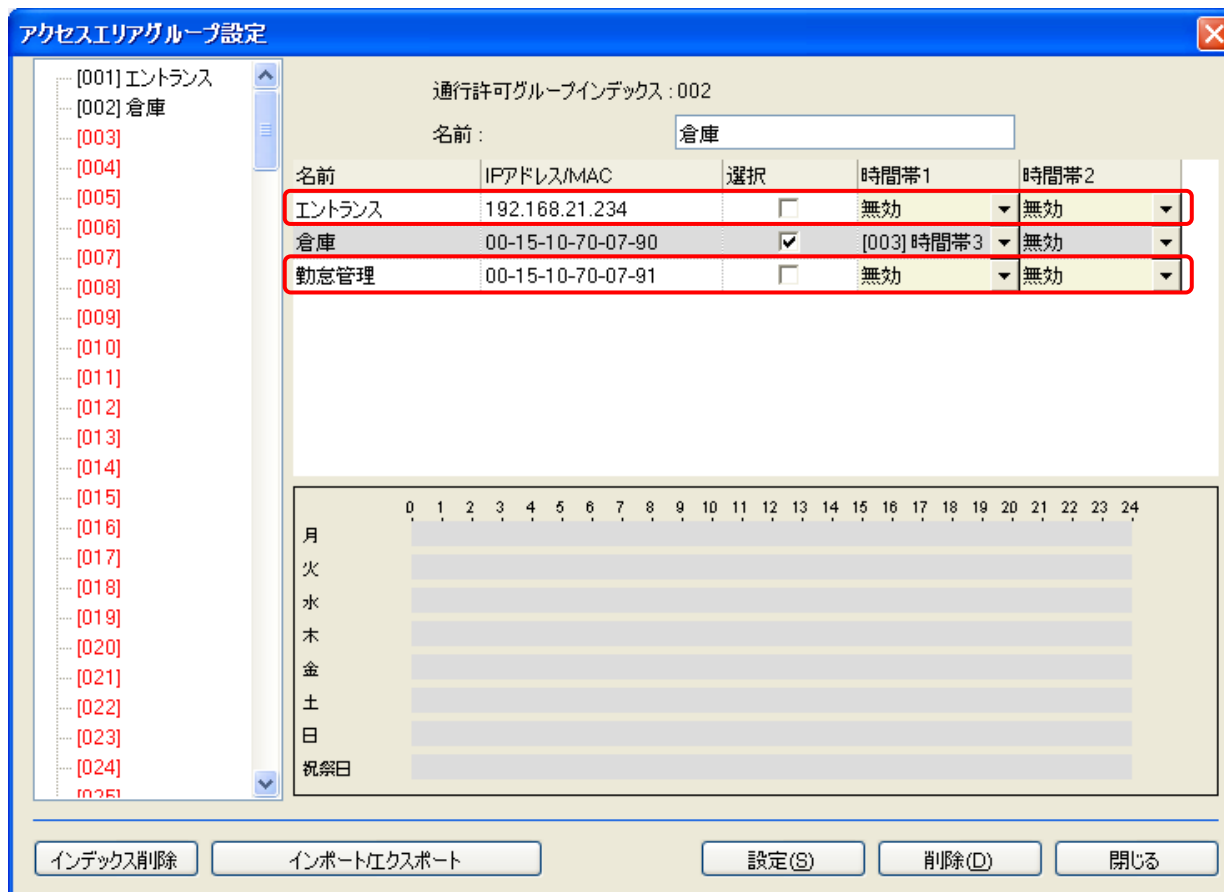 アクセスエリアグループ設定
[001] エントランス
[002] 倉庫
[003]
[004]
[005]
[006]
[007]
[008]
[009]
[010]
[011]
[012]
[013]
[014]
[015]
[016]
[017]
[018]
[019]
[020]
[021]
[022]
[023]
[024]
[025]
通行許可グループインデックス : 002
名前 : 倉庫
名前 IPアドレス/MAC 選択 時間帯1 時間帯2
エントランス 192.168.21.234 無効 無効
倉庫 00-15-10-70-07-90 [003] 時間帯3 無効
勤怠管理 00-15-10-70-07-91 無効 無効
0 1 2 3 4 5 6 7 8 9 10 11 12 13 14 15 16 17 18 19 20 21 22 23 24
月
火
水
木
金
土
日
祝祭日
インデックス削除 インポート/エクスポート 設定(S) 削除(D) 閉じる